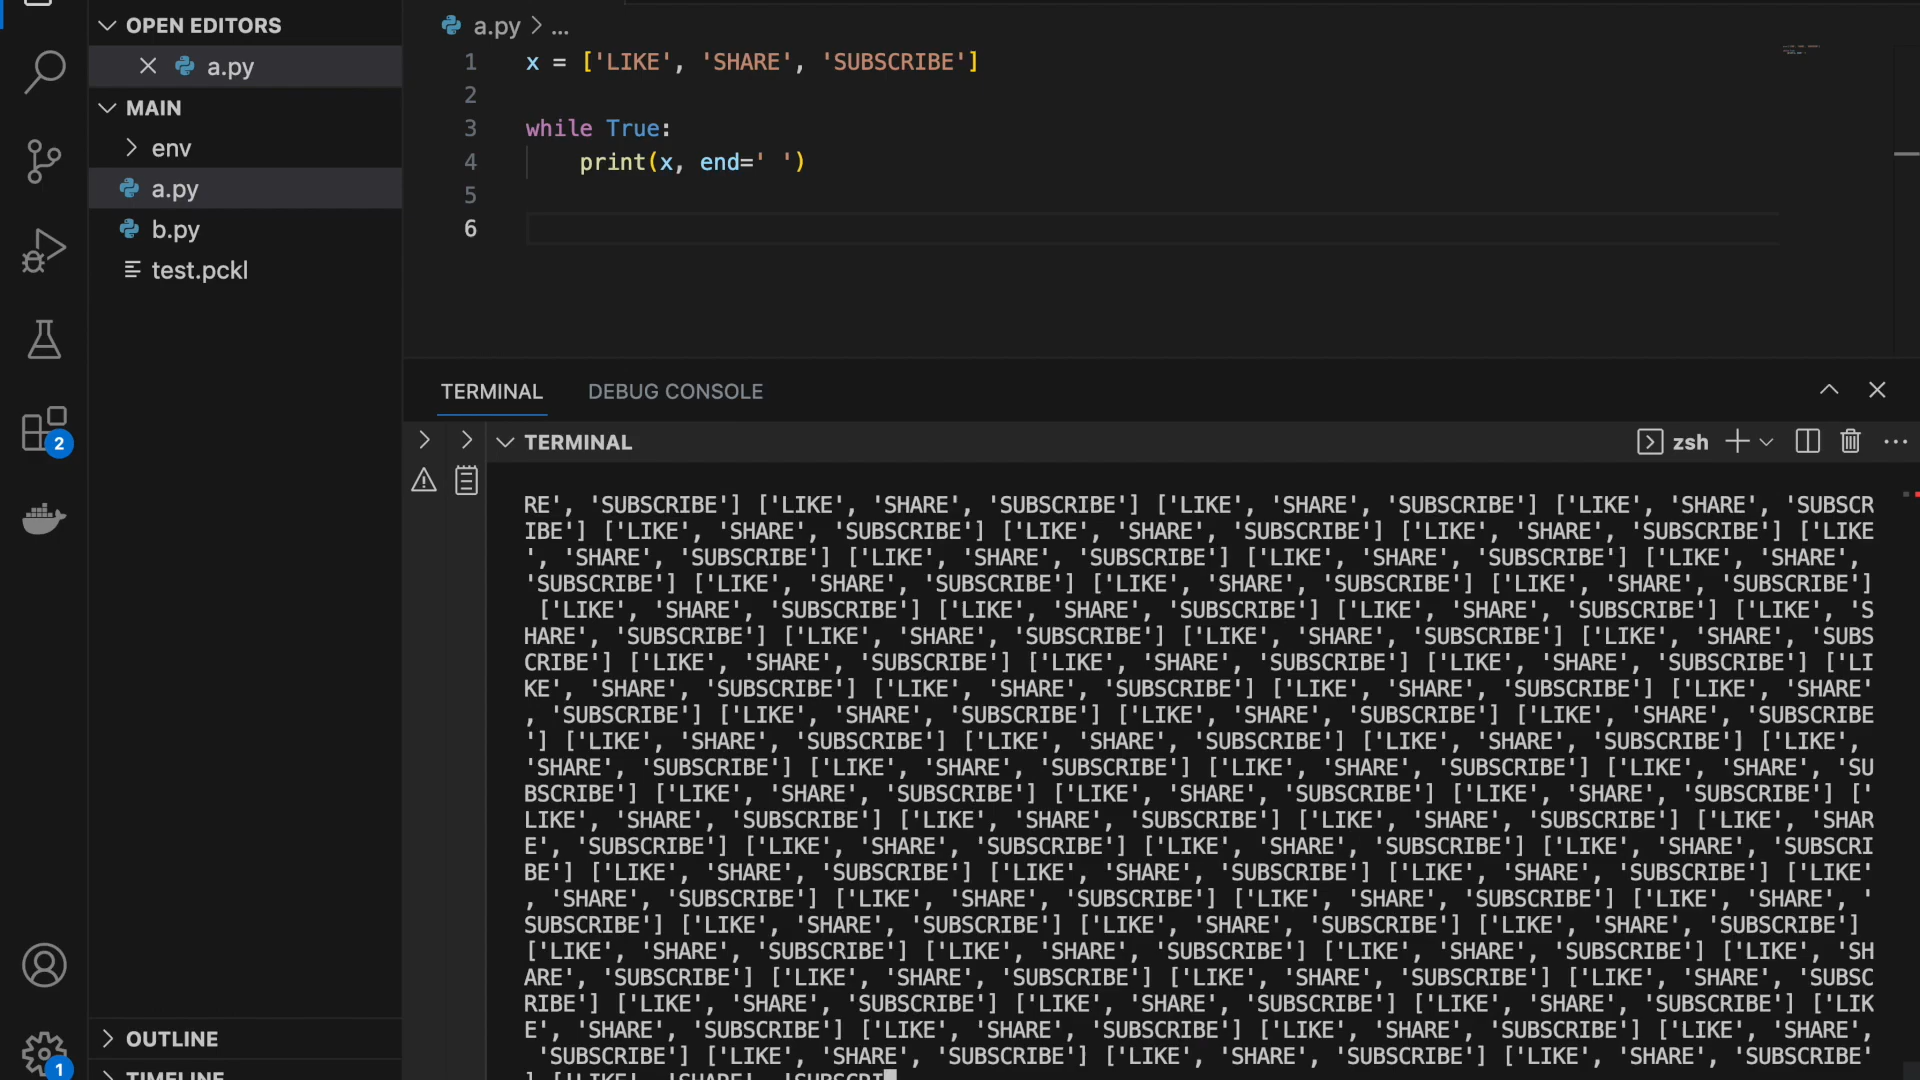 OPEN EDITORS
a.py
MAIN
env
a.py
b.py
test.pckl
OUTLINE
TIMELINE
2
1
a.py > ...
1 x = ['LIKE', 'SHARE', 'SUBSCRIBE']
2
3 while True:
4     print(x, end=' ')
5
6
TERMINAL DEBUG CONSOLE
TERMINAL
zsh
RE', 'SUBSCRIBE'] ['LIKE', 'SHARE', 'SUBSCRIBE'] ['LIKE', 'SHARE', 'SUBSCRIBE'] ['LIKE', 'SHARE', 'SUBSCR
IBE'] ['LIKE', 'SHARE', 'SUBSCRIBE'] ['LIKE', 'SHARE', 'SUBSCRIBE'] ['LIKE', 'SHARE', 'SUBSCRIBE'] ['LIKE
', 'SHARE', 'SUBSCRIBE'] ['LIKE', 'SHARE', 'SUBSCRIBE'] ['LIKE', 'SHARE', 'SUBSCRIBE'] ['LIKE', 'SHARE',
'SUBSCRIBE'] ['LIKE', 'SHARE', 'SUBSCRIBE'] ['LIKE', 'SHARE', 'SUBSCRIBE'] ['LIKE', 'SHARE', 'SUBSCRIBE']
['LIKE', 'SHARE', 'SUBSCRIBE'] ['LIKE', 'SHARE', 'SUBSCRIBE'] ['LIKE', 'SHARE', 'SUBSCRIBE'] ['LIKE', 'S
HARE', 'SUBSCRIBE'] ['LIKE', 'SHARE', 'SUBSCRIBE'] ['LIKE', 'SHARE', 'SUBSCRIBE'] ['LIKE', 'SHARE', 'SUBS
CRIBE'] ['LIKE', 'SHARE', 'SUBSCRIBE'] ['LIKE', 'SHARE', 'SUBSCRIBE'] ['LIKE', 'SHARE', 'SUBSCRIBE'] ['LI
KE', 'SHARE', 'SUBSCRIBE'] ['LIKE', 'SHARE', 'SUBSCRIBE'] ['LIKE', 'SHARE', 'SUBSCRIBE'] ['LIKE', 'SHARE'
, 'SUBSCRIBE'] ['LIKE', 'SHARE', 'SUBSCRIBE'] ['LIKE', 'SHARE', 'SUBSCRIBE'] ['LIKE', 'SHARE', 'SUBSCRIBE
'] ['LIKE', 'SHARE', 'SUBSCRIBE'] ['LIKE', 'SHARE', 'SUBSCRIBE'] ['LIKE', 'SHARE', 'SUBSCRIBE'] ['LIKE',
'SHARE', 'SUBSCRIBE'] ['LIKE', 'SHARE', 'SUBSCRIBE'] ['LIKE', 'SHARE', 'SUBSCRIBE'] ['LIKE', 'SHARE', 'SU
BSCRIBE'] ['LIKE', 'SHARE', 'SUBSCRIBE'] ['LIKE', 'SHARE', 'SUBSCRIBE'] ['LIKE', 'SHARE', 'SUBSCRIBE'] ['
LIKE', 'SHARE', 'SUBSCRIBE'] ['LIKE', 'SHARE', 'SUBSCRIBE'] ['LIKE', 'SHARE', 'SUBSCRIBE'] ['LIKE', 'SHAR
E', 'SUBSCRIBE'] ['LIKE', 'SHARE', 'SUBSCRIBE'] ['LIKE', 'SHARE', 'SUBSCRIBE'] ['LIKE', 'SHARE', 'SUBSCRI
BE'] ['LIKE', 'SHARE', 'SUBSCRIBE'] ['LIKE', 'SHARE', 'SUBSCRIBE'] ['LIKE', 'SHARE', 'SUBSCRIBE'] ['LIKE'
, 'SHARE', 'SUBSCRIBE'] ['LIKE', 'SHARE', 'SUBSCRIBE'] ['LIKE', 'SHARE', 'SUBSCRIBE'] ['LIKE', 'SHARE', '
SUBSCRIBE'] ['LIKE', 'SHARE', 'SUBSCRIBE'] ['LIKE', 'SHARE', 'SUBSCRIBE'] ['LIKE', 'SHARE', 'SUBSCRIBE']
['LIKE', 'SHARE', 'SUBSCRIBE'] ['LIKE', 'SHARE', 'SUBSCRIBE'] ['LIKE', 'SHARE', 'SUBSCRIBE'] ['LIKE', 'SH
ARE', 'SUBSCRIBE'] ['LIKE', 'SHARE', 'SUBSCRIBE'] ['LIKE', 'SHARE', 'SUBSCRIBE'] ['LIKE', 'SHARE', 'SUBSC
RIBE'] ['LIKE', 'SHARE', 'SUBSCRIBE'] ['LIKE', 'SHARE', 'SUBSCRIBE'] ['LIKE', 'SHARE', 'SUBSCRIBE'] ['LIK
E', 'SHARE', 'SUBSCRIBE'] ['LIKE', 'SHARE', 'SUBSCRIBE'] ['LIKE', 'SHARE', 'SUBSCRIBE'] ['LIKE', 'SHARE',
'SUBSCRIBE'] ['LIKE', 'SHARE', 'SUBSCRIBE'] ['LIKE', 'SHARE', 'SUBSCRIBE'] ['LIKE', 'SHARE', 'SUBSCRIBE'
] ['LIKE', 'SHARE', 'SUBSCRI